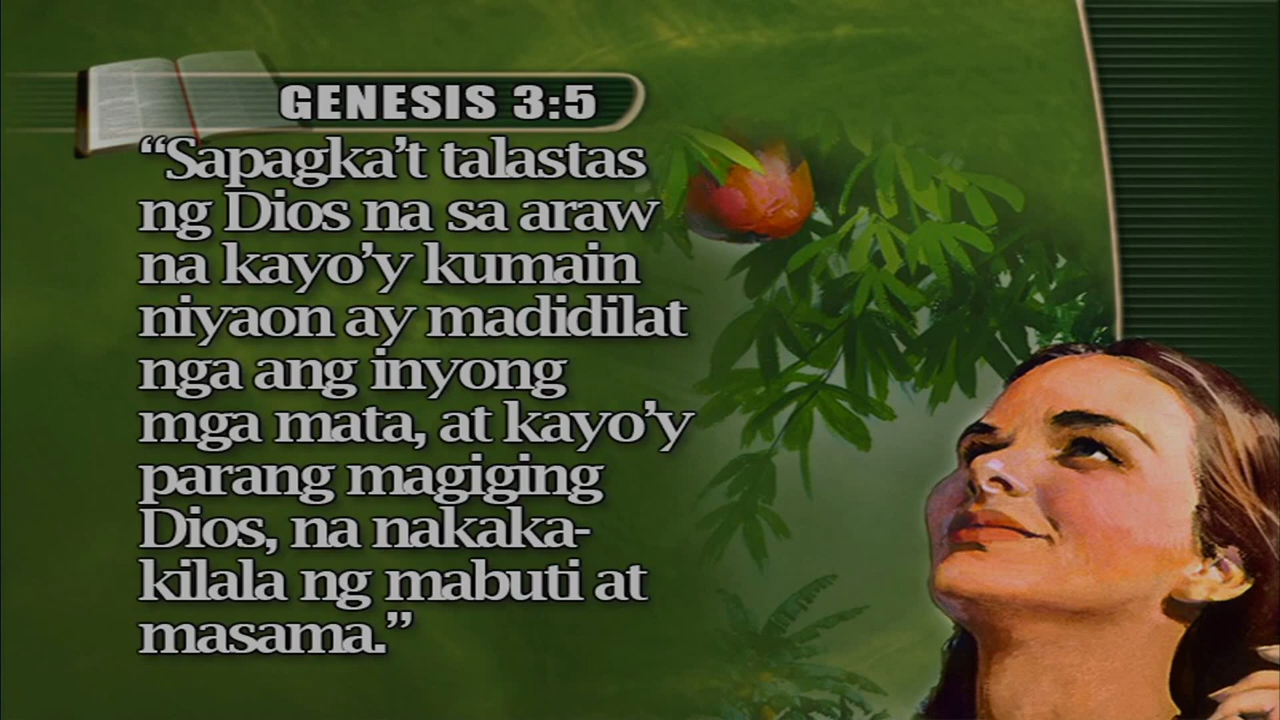 GENESIS 3:5
“Sapagka’t talastas
ng Dios na sa araw
na kayo’y kumain
niyaon ay madidilat
nga ang inyong
mga mata, at kayo’y
parang magiging
Dios, na nakaka-
kilala ng mabuti at
masama.”